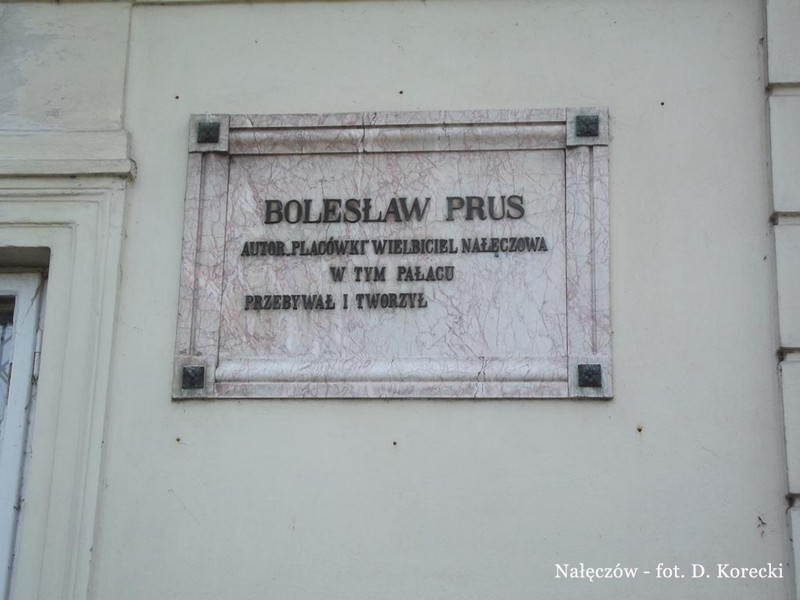 BOLESŁAW PRUS
AUTOR „PLACÓWKI" WIELBICIEL NAŁĘCZOWA
W TYM PAŁACU
PRZEBYWAŁ I TWORZYŁ
Nałęczów - fot. D. Korecki